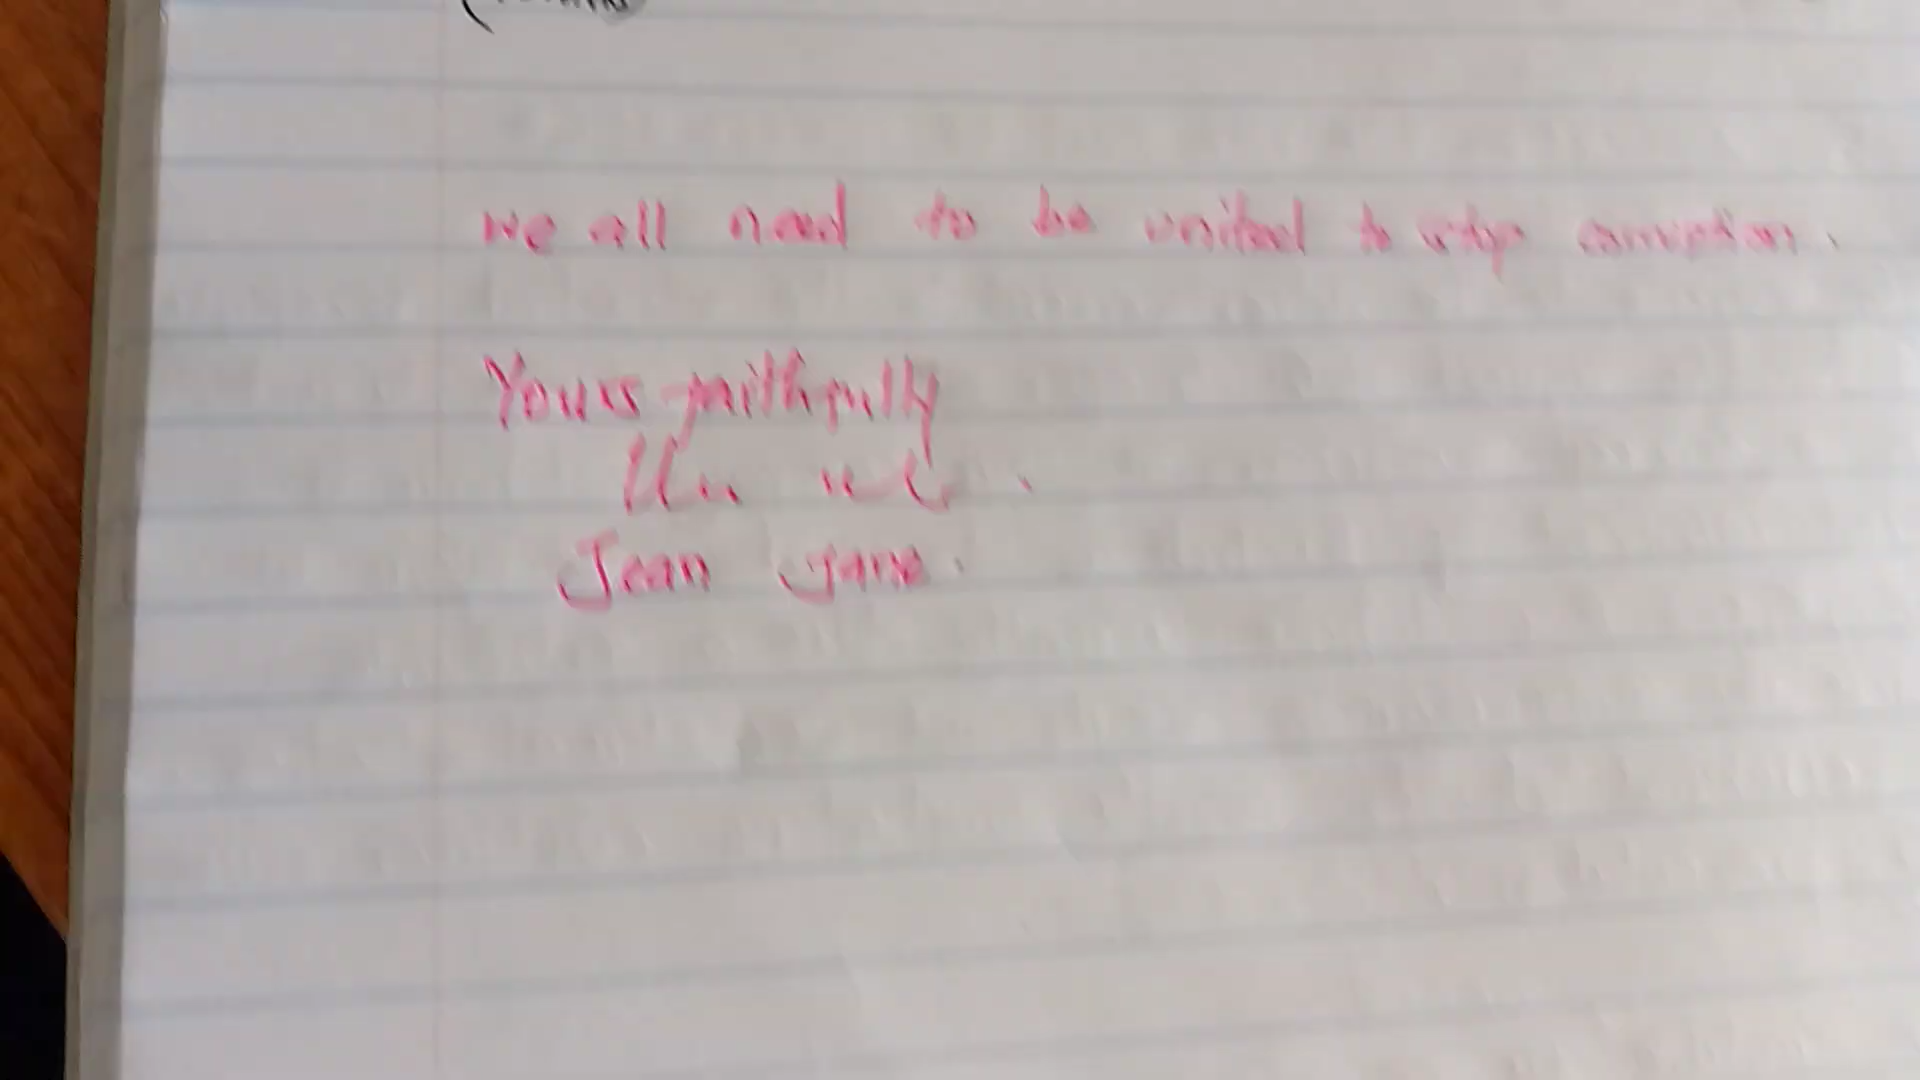 we all need to be united to stop corruption.
Yours faithfully
Jean Jane.